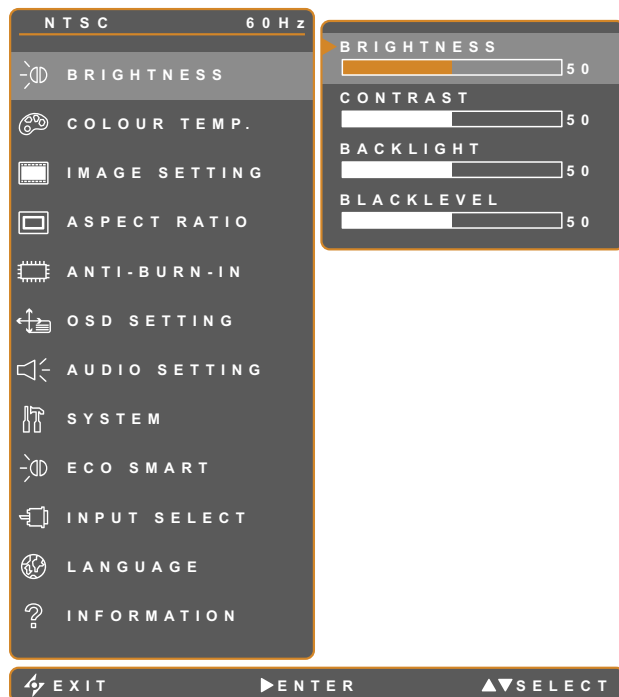 NTSC 60Hz
BRIGHTNESS
COLOUR TEMP.
IMAGE SETTING
ASPECT RATIO
ANTI-BURN-IN
OSD SETTING
AUDIO SETTING
SYSTEM
ECO SMART
INPUT SELECT
LANGUAGE
INFORMATION
BRIGHTNESS
50
CONTRAST
50
BACKLIGHT
50
BLACKLEVEL
50
EXIT ▶ENTER ▲▼SELECT